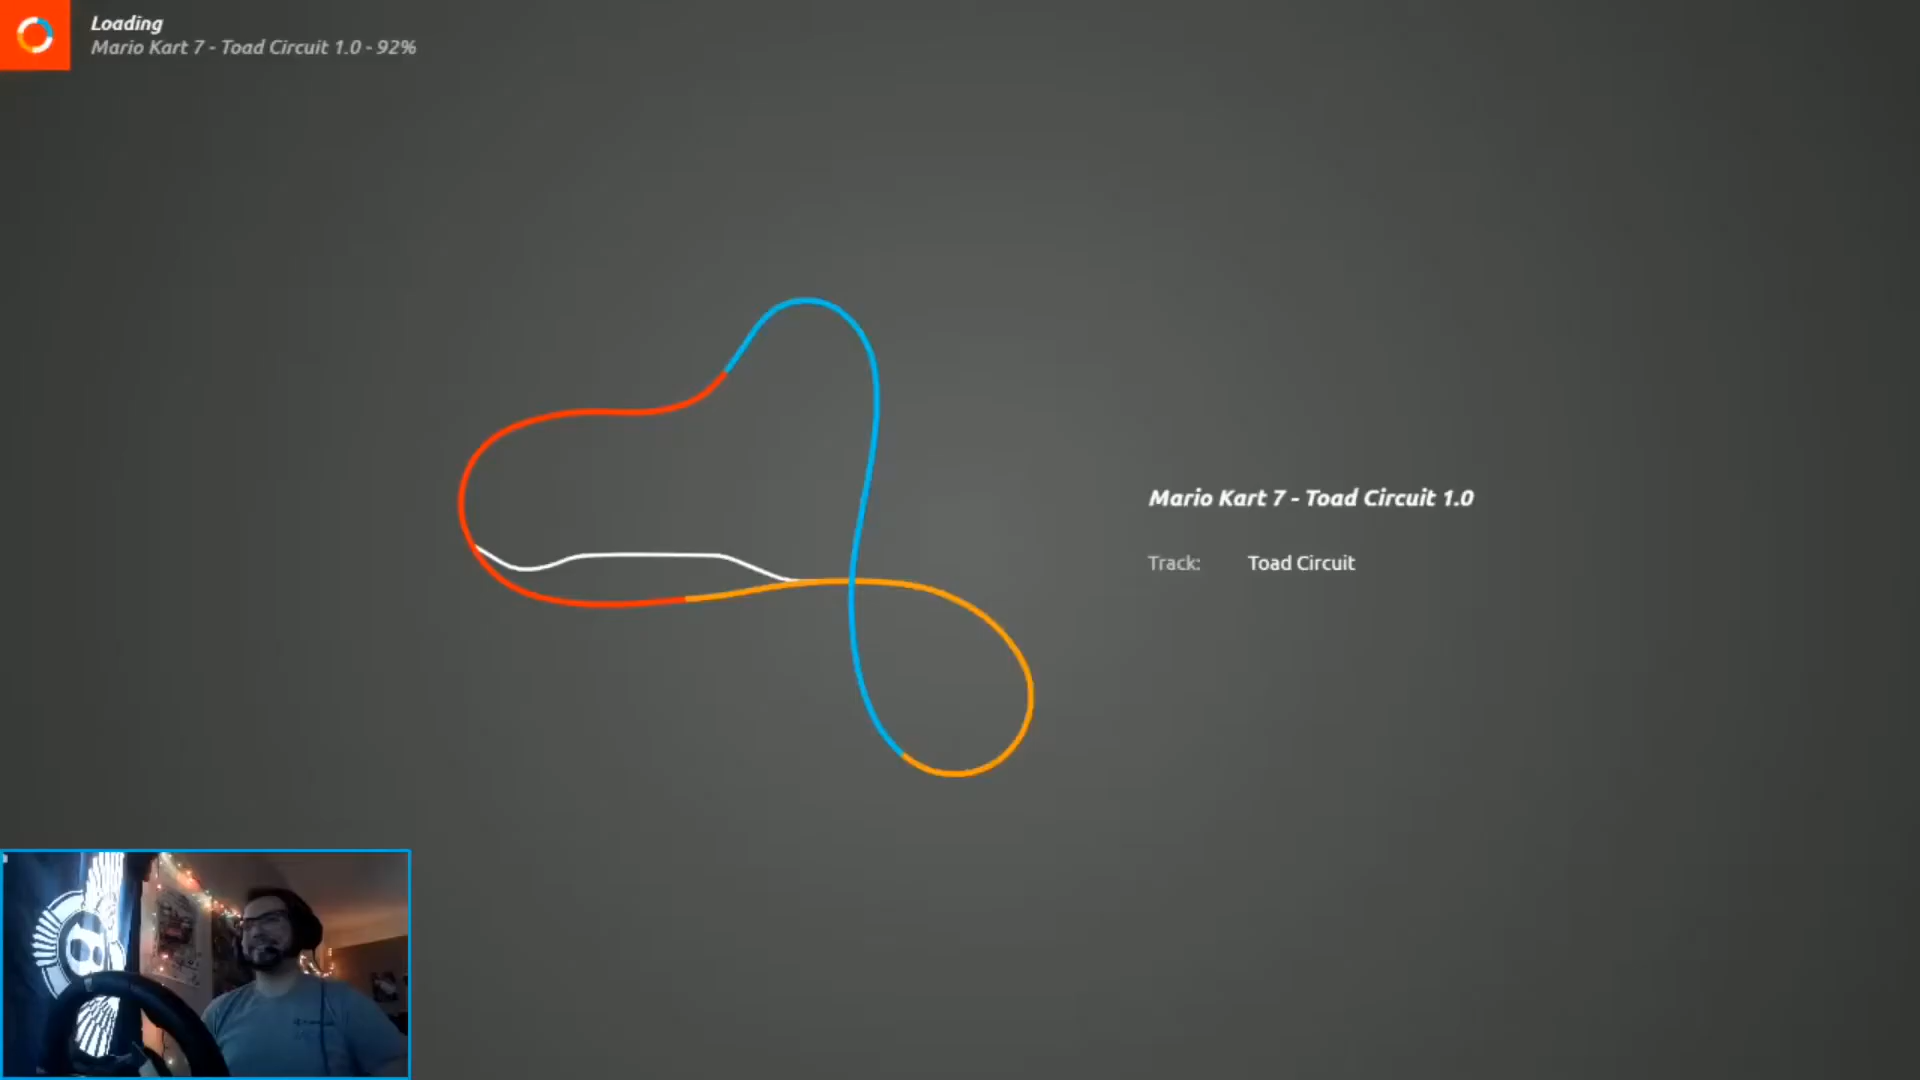 Loading
Mario Kart 7 - Toad Circuit 1.0 - 92%
Mario Kart 7 - Toad Circuit 1.0
Track: Toad Circuit